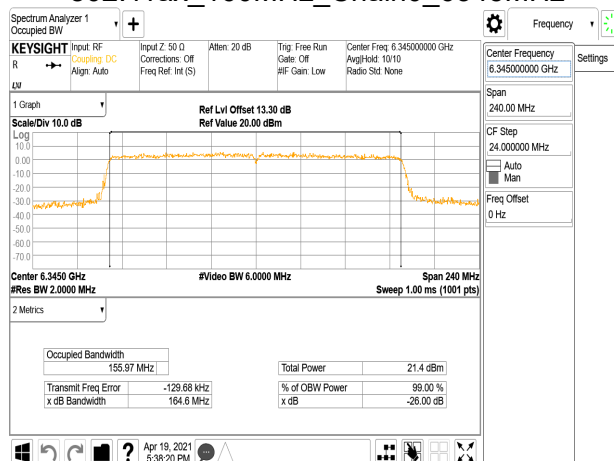 Spectrum Analyzer 1
Occupied BW
Frequency
KEYSIGHT
Input: RF
Coupling: DC
Align: Auto
Input Z: 50 Ω
Corrections: Off
Freq Ref: Int (S)
Atten: 20 dB
Trig: Free Run
Gate: Off
#IF Gain: Low
Center Freq: 6.345000000 GHz
Avg|Hold: 10/10
Radio Std: None
R
LXI
Center Frequency
6.345000000 GHz
Settings
Span
240.00 MHz
CF Step
24.000000 MHz
Auto
Man
Freq Offset
0 Hz
1 Graph
Scale/Div 10.0 dB
Ref Lvl Offset 13.30 dB
Ref Value 20.00 dBm
Log
10.0
0.00
-10.0
-20.0
-30.0
-40.0
-50.0
-60.0
-70.0
Center 6.3450 GHz
#Video BW 6.0000 MHz
Span 240 MHz
#Res BW 2.0000 MHz
Sweep 1.00 ms (1001 pts)
2 Metrics
Occupied Bandwidth
155.97 MHz
Total Power 21.4 dBm
Transmit Freq Error -129.68 kHz
% of OBW Power 99.00 %
x dB Bandwidth 164.6 MHz
x dB -26.00 dB
?
Apr 19, 2021
5:38:20 PM